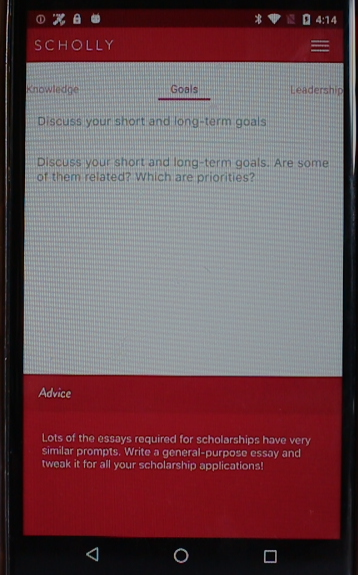 4:14
SCHOLLY
Knowledge Goals Leadership
Discuss your short and long-term goals
Discuss your short and long-term goals. Are some
of them related? Which are priorities?
Advice
Lots of the essays required for scholarships have very
similar prompts. Write a general-purpose essay and
tweak it for all your scholarship applications!